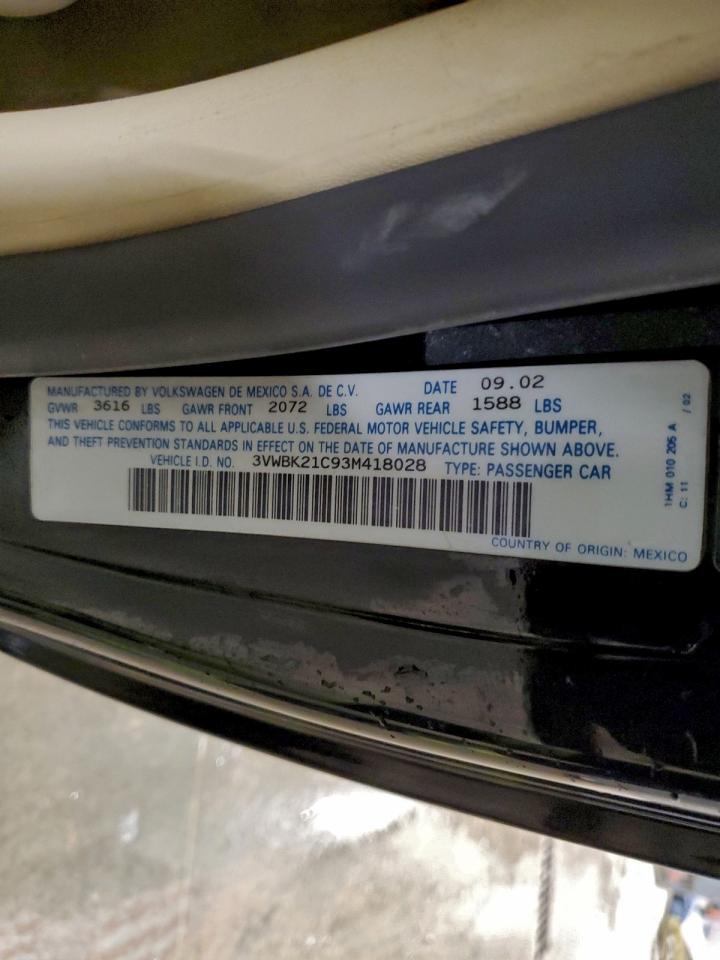 MANUFACTURED BY VOLKSWAGEN DE MEXICO S.A. DE C.V. DATE 09.02
GVWR 3616 LBS GAWR FRONT 2072 LBS GAWR REAR 1588 LBS
THIS VEHICLE CONFORMS TO ALL APPLICABLE U.S. FEDERAL MOTOR VEHICLE SAFETY, BUMPER,
AND THEFT PREVENTION STANDARDS IN EFFECT ON THE DATE OF MANUFACTURE SHOWN ABOVE.
VEHICLE I.D. NO. 3VWBK21C93M418028 TYPE: PASSENGER CAR
COUNTRY OF ORIGIN: MEXICO
1HM 010 205 A / 02
C: 11